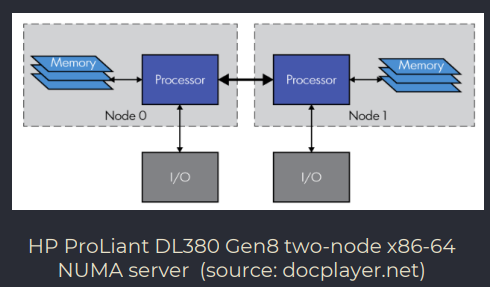 Memory
Processor
Processor
Memory
Node 0
Node 1
I/O
I/O
HP ProLiant DL380 Gen8 two-node x86-64
NUMA server (source: docplayer.net)